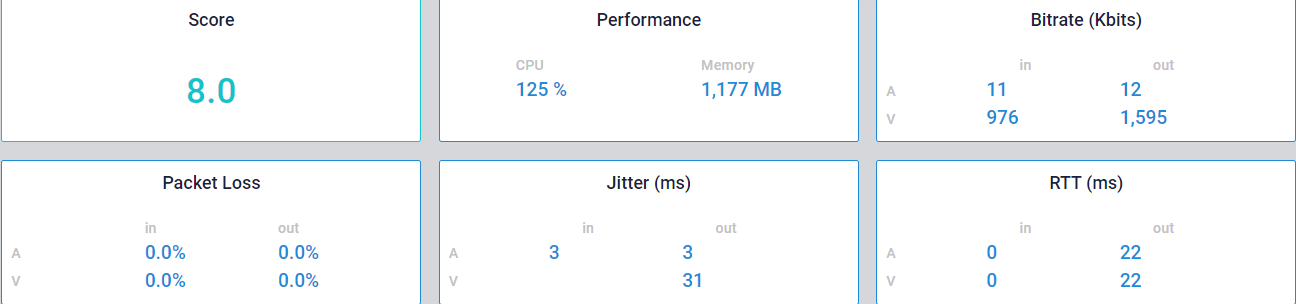 Score
8.0
Performance
CPU Memory
125 % 1,177 MB
Bitrate (Kbits)
in out
A 11 12
V 976 1,595
Packet Loss
in out
A 0.0% 0.0%
V 0.0% 0.0%
Jitter (ms)
in out
A 3 3
V 31
RTT (ms)
in out
A 0 22
V 0 22